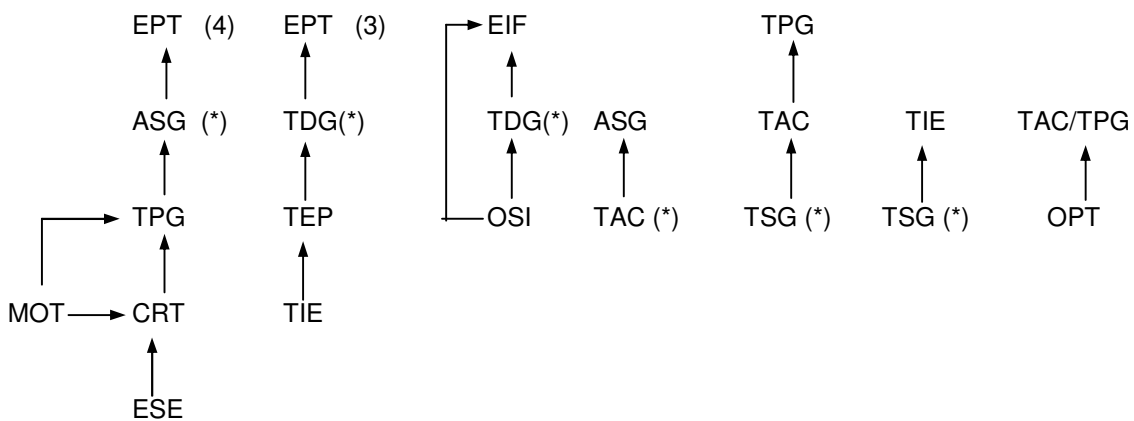 EPT (4) EPT (3) EIF TPG
ASG (*) TDG(*) TDG(*) ASG TAC TIE TAC/TPG
TPG TEP OSI TAC (*) TSG (*) TSG (*) OPT
MOT CRT TIE
ESE